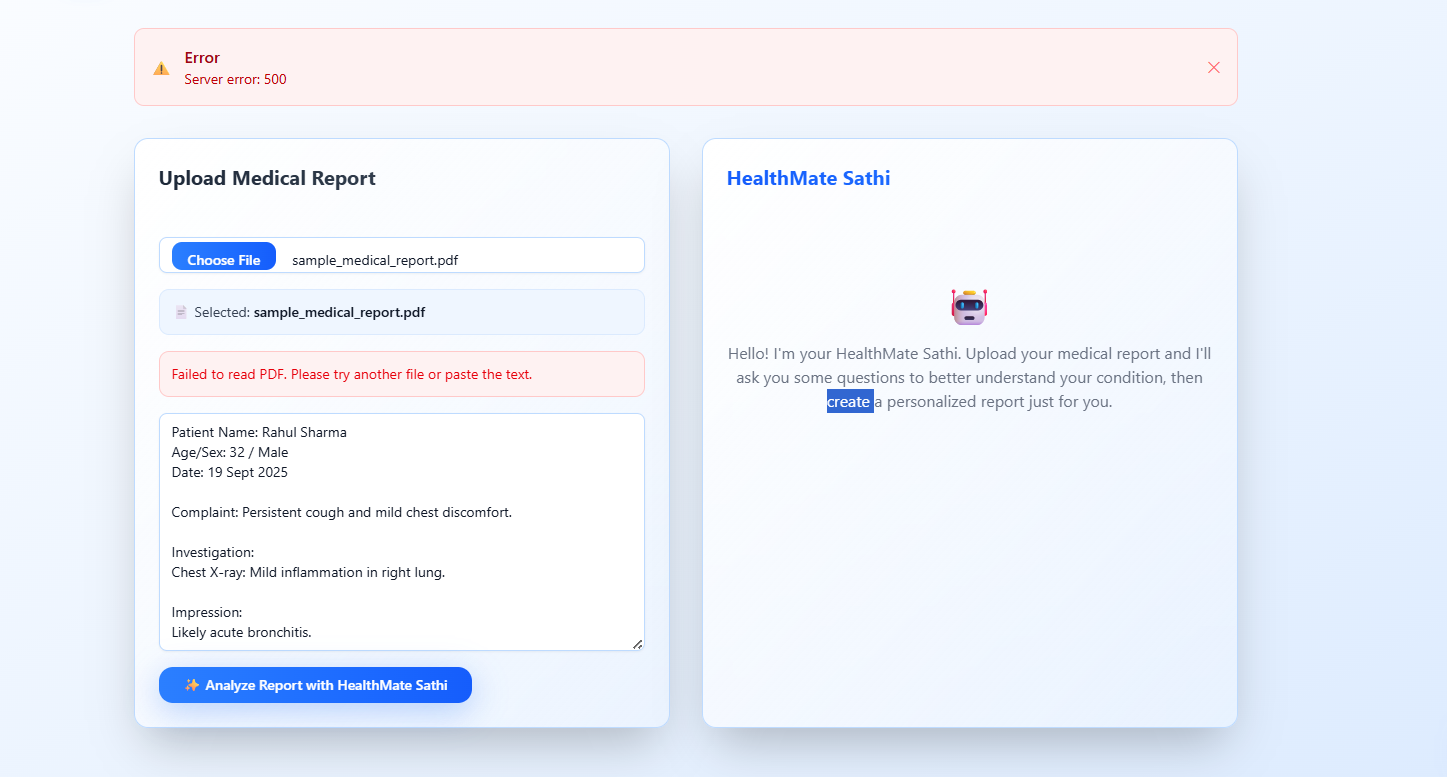 Error
Server error: 500
Upload Medical Report
Choose File sample_medical_report.pdf
Selected: sample_medical_report.pdf
Failed to read PDF. Please try another file or paste the text.
Patient Name: Rahul Sharma
Age/Sex: 32 / Male
Date: 19 Sept 2025
Complaint: Persistent cough and mild chest discomfort.
Investigation:
Chest X-ray: Mild inflammation in right lung.
Impression:
Likely acute bronchitis.
Analyze Report with HealthMate Sathi
HealthMate Sathi
Hello! I'm your HealthMate Sathi. Upload your medical report and I'll
ask you some questions to better understand your condition, then
create a personalized report just for you.